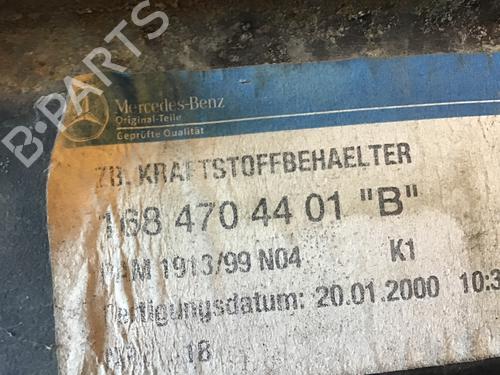 B-PARTS
Mercedes-Benz
Original-Teile
Geprüfte Qualität
ZB. KRAFTSTOFFBEHAELTER
168 470 44 01 "B"
1913/99 N04 K1
Fertigungsdatum: 20.01.2000 10:3
18